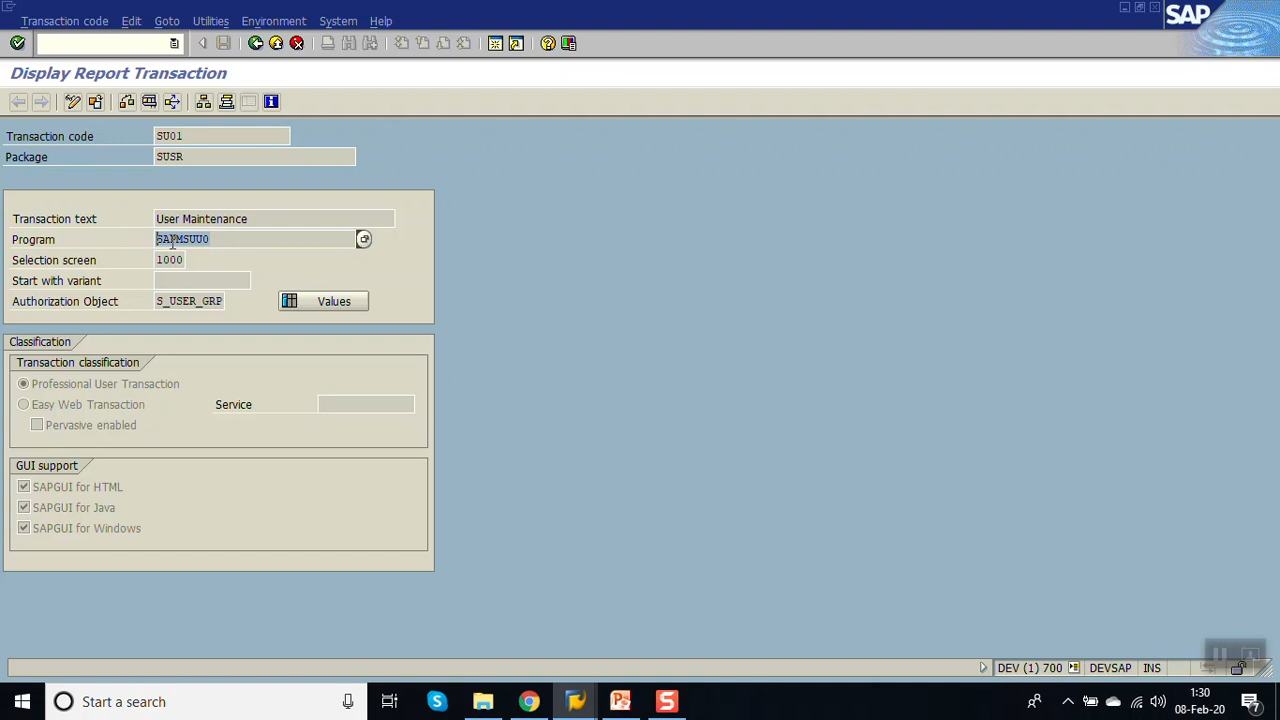 Transaction code Edit Goto Utilities Environment System Help
SAP
Display Report Transaction
Transaction code SU01
Package SUSR
Transaction text User Maintenance
Program SAPMSUU0
Selection screen 1000
Start with variant
Authorization Object S_USER_GRP Values
Classification
Transaction classification
Professional User Transaction
Easy Web Transaction Service
Pervasive enabled
GUI support
SAPGUI for HTML
SAPGUI for Java
SAPGUI for Windows
DEV (1) 700 DEVSAP INS
Start a search
1:30
08-Feb-20
7